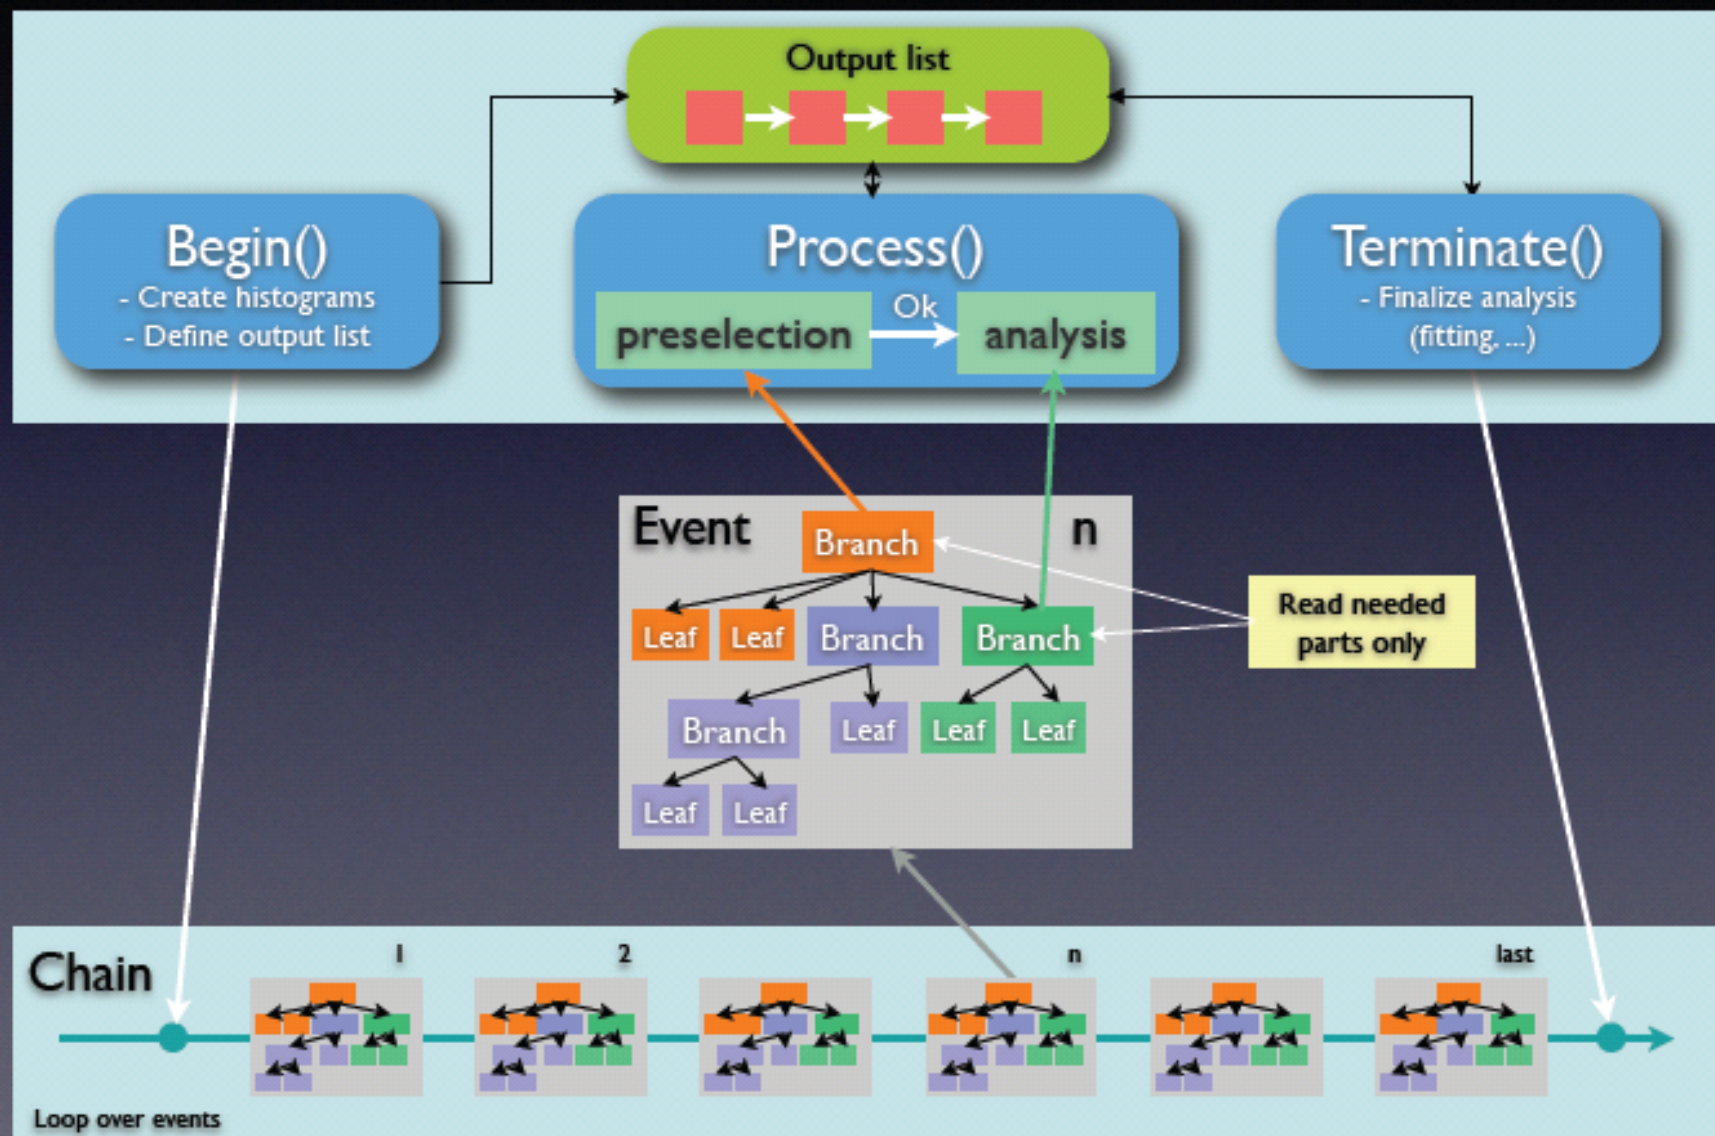 Output list
Begin()
- Create histograms
- Define output list
Process()
preselection
Ok
analysis
Terminate()
- Finalize analysis
(fitting, ...)
Event
n
Branch
Leaf
Leaf
Branch
Branch
Branch
Leaf
Leaf
Leaf
Leaf
Leaf
Read needed
parts only
Chain
1
2
n
last
Loop over events